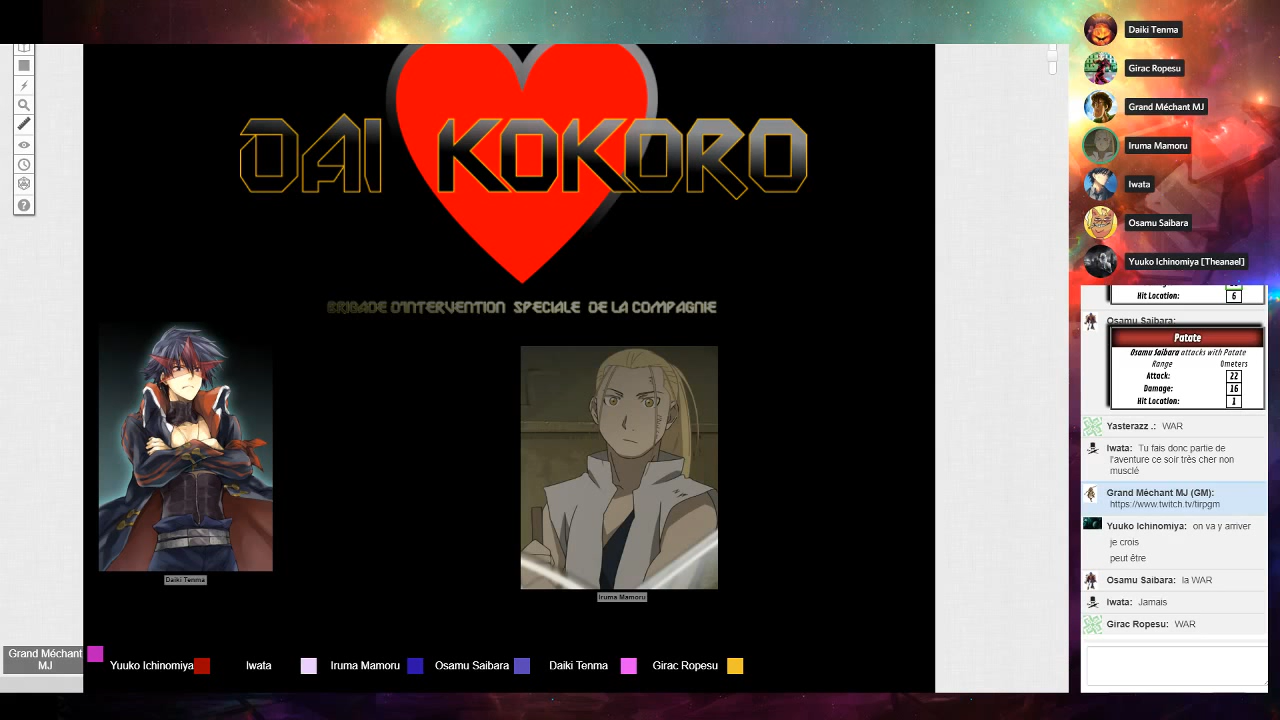 DAI KOKORO
BRIGADE D'INTERVENTION SPECIALE DE LA COMPAGNIE
Daiki Tenma
Iruma Mamoru
Grand Méchant
MJ
Yuuko Ichinomiya
Iwata
Iruma Mamoru
Osamu Saibara
Daiki Tenma
Girac Ropesu
Daiki Tenma
Girac Ropesu
Grand Méchant MJ
Iruma Mamoru
Iwata
Osamu Saibara
Yuuko Ichinomiya [Theanael]
Hit Location: 6
Osamu Saibara:
Patate
Osamu Saibara attacks with Patate
Range 0meters
Attack: 22
Damage: 16
Hit Location: 1
Yasterazz .: WAR
Iwata: Tu fais donc partie de
l'aventure ce soir très cher non
musclé
Grand Méchant MJ (GM):
https://www.twitch.tv/tirpgm
Yuuko Ichinomiya: on va y arriver
je crois
peut être
Osamu Saibara: la WAR
Iwata: Jamais
Girac Ropesu: WAR